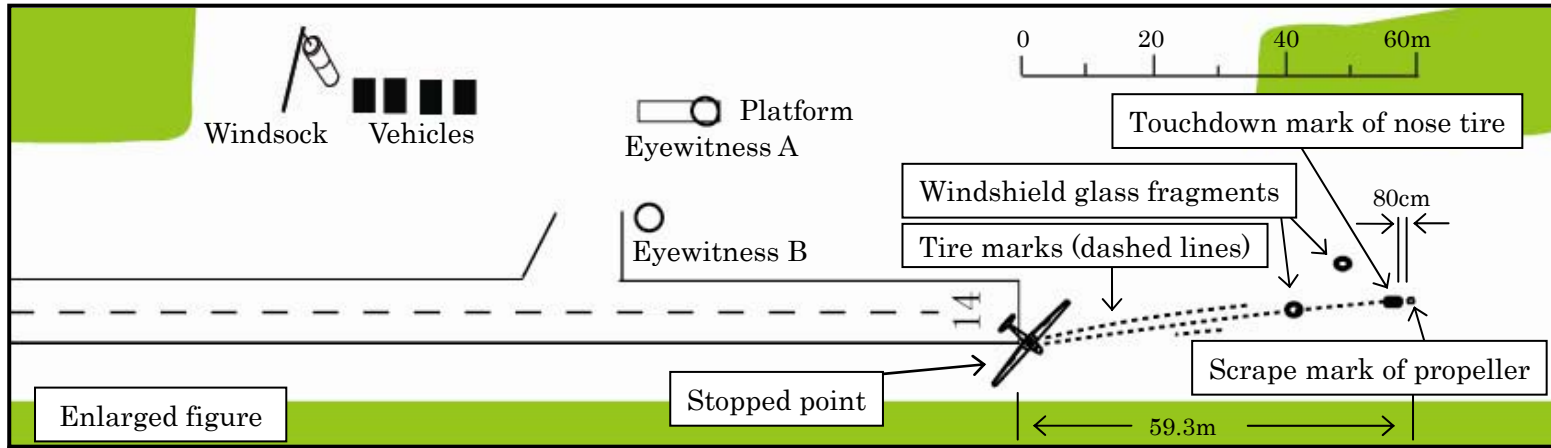 0 20 40 60m
Windsock
Vehicles
Platform
Eyewitness A
Touchdown mark of nose tire
Windshield glass fragments
80cm
Eyewitness B
Tire marks (dashed lines)
14
Scrape mark of propeller
Stopped point
Enlarged figure
59.3m